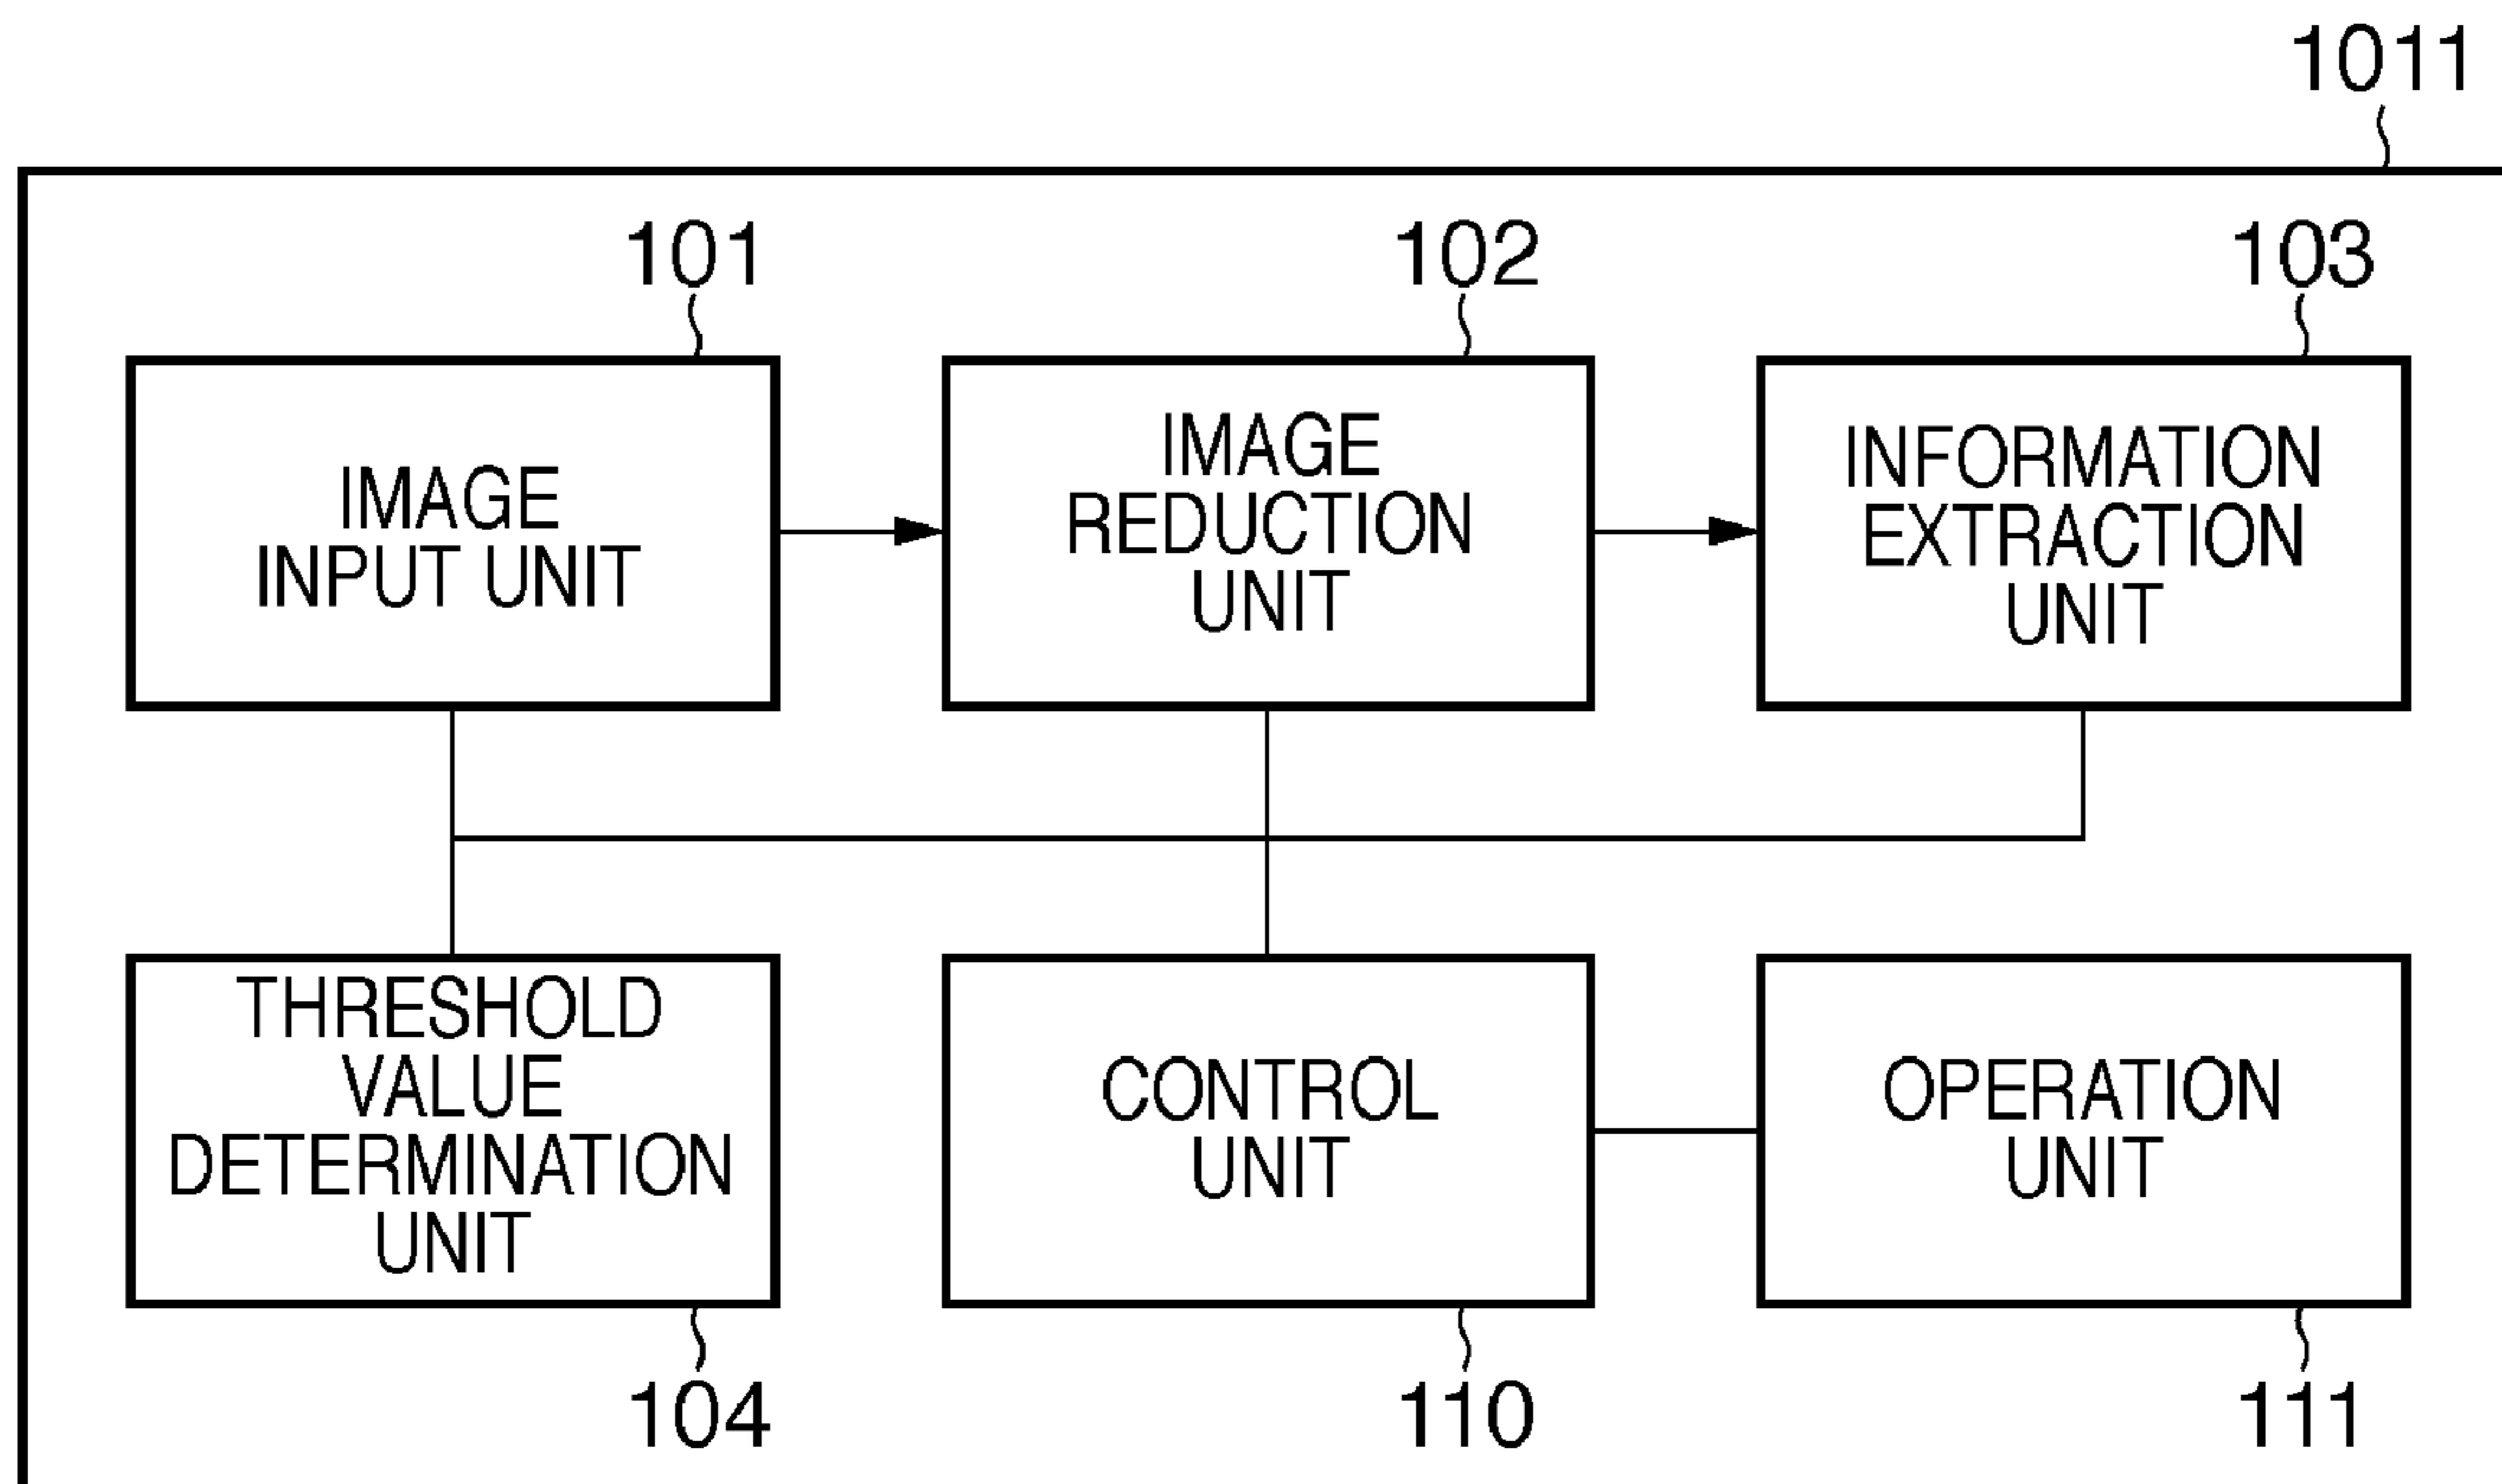 1011
101
102
103
IMAGE
INPUT UNIT
IMAGE
REDUCTION
UNIT
INFORMATION
EXTRACTION
UNIT
THRESHOLD
VALUE
DETERMINATION
UNIT
CONTROL
UNIT
OPERATION
UNIT
104
110
111